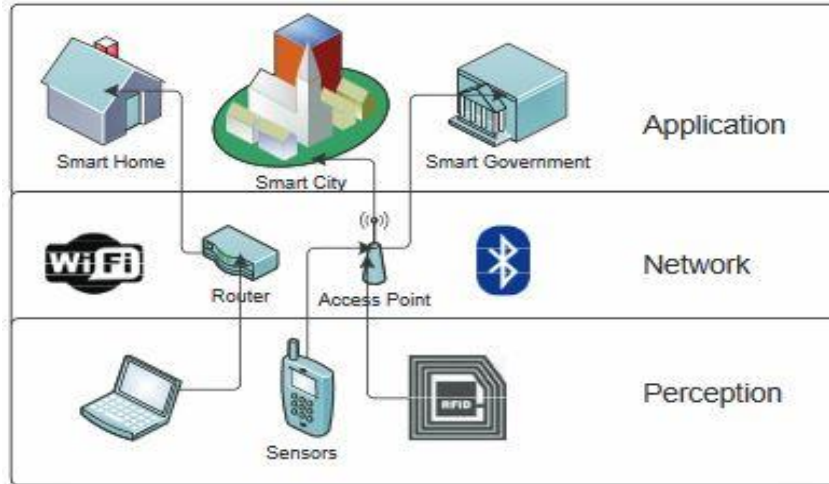 Smart Home
Smart City
Smart Government
Application
WiFi
Router
Access Point
Network
Sensors
RFID
Perception